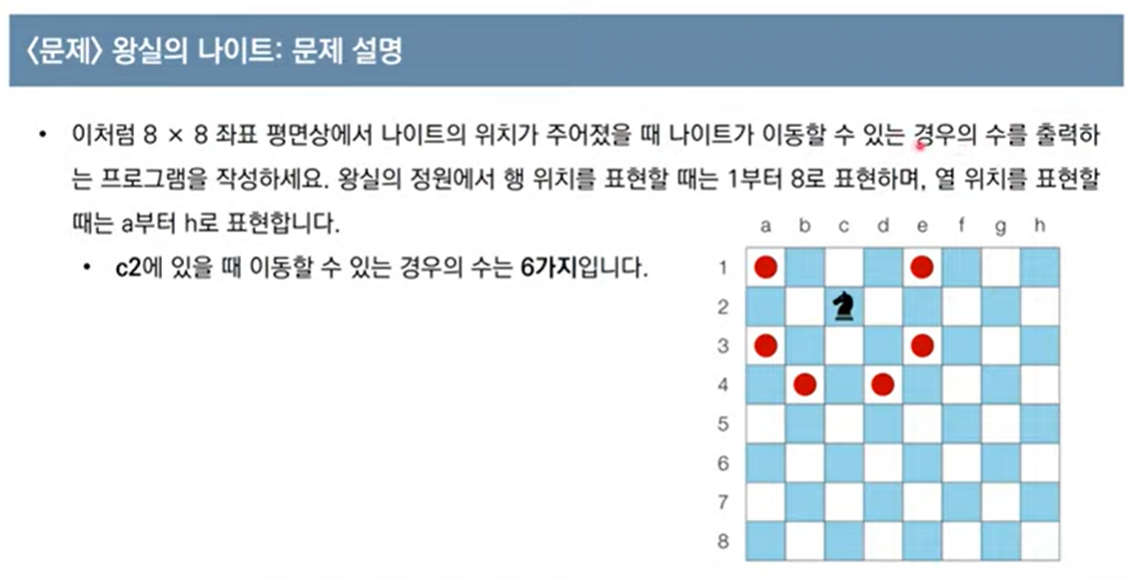 〈문제〉 왕실의 나이트: 문제 설명
• 이처럼 8 × 8 좌표 평면상에서 나이트의 위치가 주어졌을 때 나이트가 이동할 수 있는 경우의 수를 출력하
는 프로그램을 작성하세요. 왕실의 정원에서 행 위치를 표현할 때는 1부터 8로 표현하며, 열 위치를 표현할
때는 a부터 h로 표현합니다.
• c2에 있을 때 이동할 수 있는 경우의 수는 6가지입니다.
a b c d e f g h
1
2
3
4
5
6
7
8